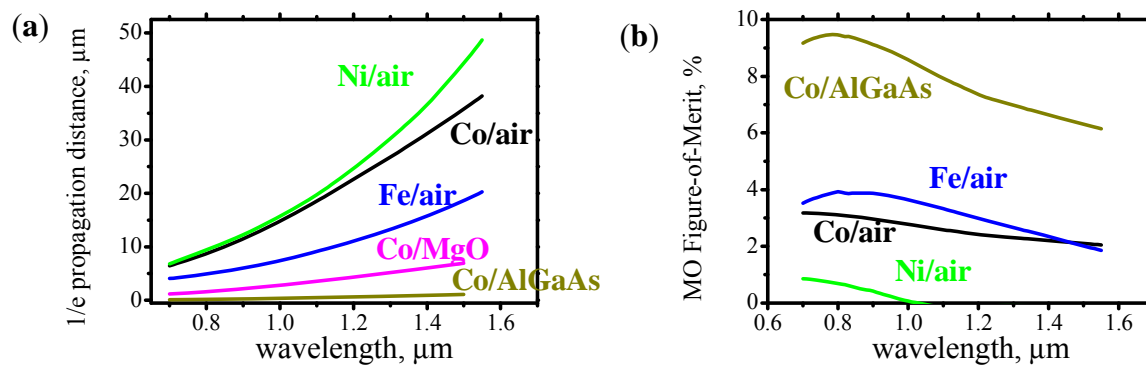 (a)
1/e propagation distance, μm
50
40
30
20
10
0
0.8
1.0
1.2
1.4
1.6
wavelength, μm
Ni/air
Co/air
Fe/air
Co/MgO
Co/AlGaAs
(b)
MO Figure-of-Merit, %
10
8
6
4
2
0
0.6
0.8
1.0
1.2
1.4
1.6
wavelength, μm
Co/AlGaAs
Fe/air
Co/air
Ni/air